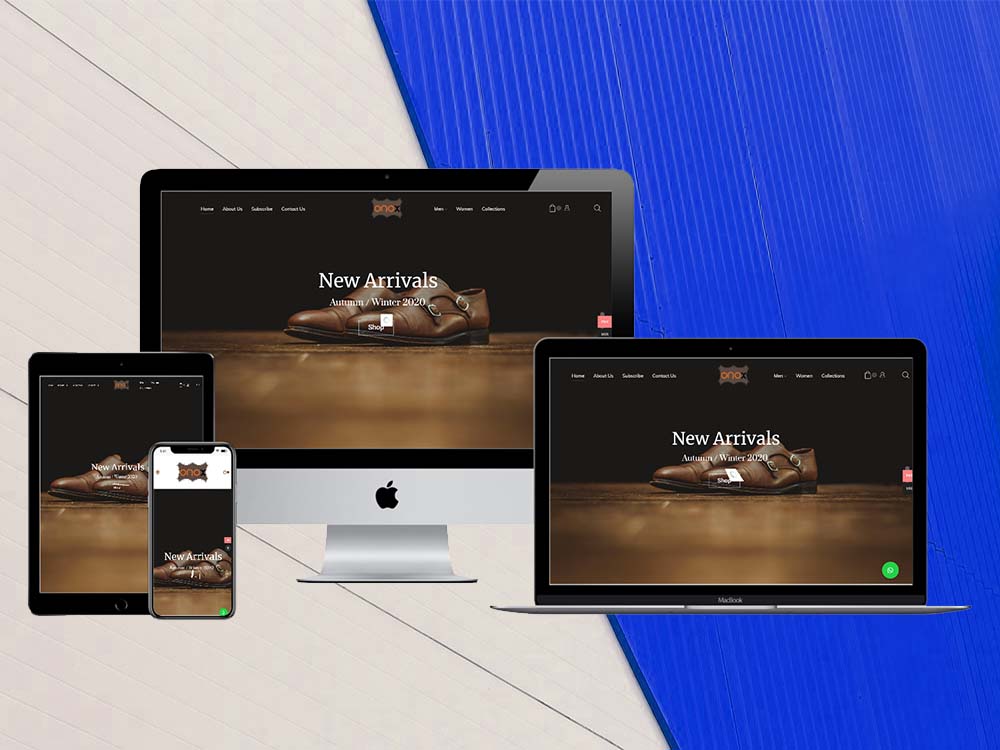 Home About Us Subscribe Contact Us onox Men Women Collections
New Arrivals
Autumn / Winter 2020
Shop
Home About Us Subscribe Contact Us onox Men Women Collections
New Arrivals
Autumn / Winter 2020
Shop
MacBook
New Arrivals
Autumn / Winter 2020
onox
New Arrivals
Autumn / Winter 2020